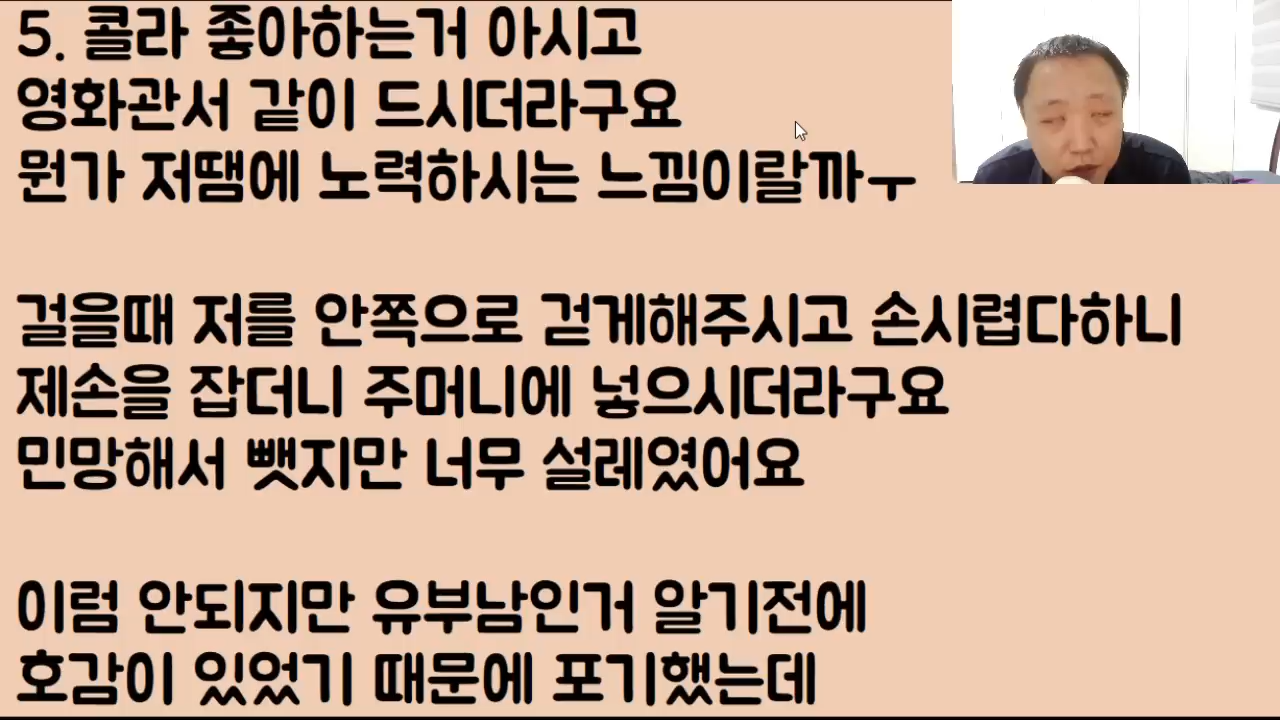 5. 콜라 좋아하는거 아시고
영화관서 같이 드시더라구요
뭔가 저땜에 노력하시는 느낌이랄까ㅜ
걸을때 저를 안쪽으로 걷게해주시고 손시렵다하니
제손을 잡더니 주머니에 넣으시더라구요
민망해서 뺏지만 너무 설레였어요
이럼 안되지만 유부남인거 알기전에
호감이 있었기 때문에 포기했는데